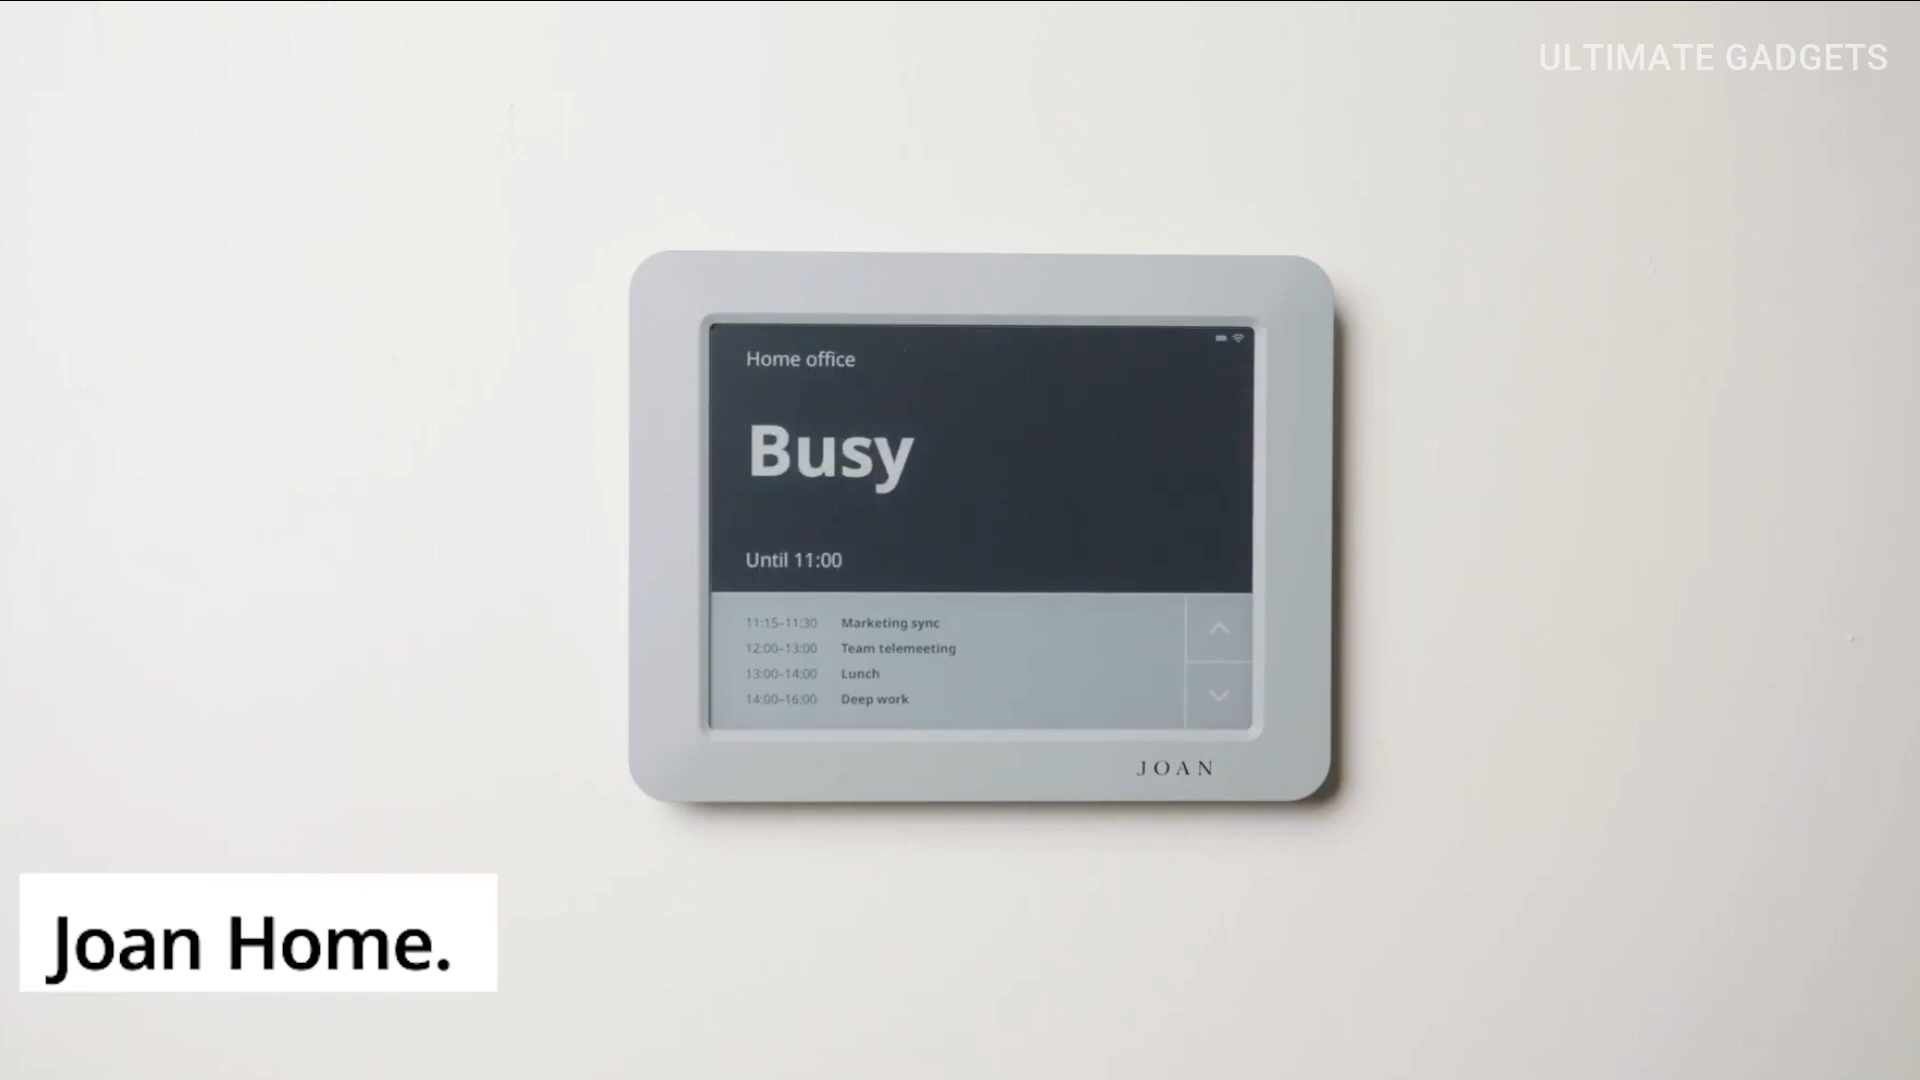 ULTIMATE GADGETS
Home office
Busy
Until 11:00
11:15–11:30 Marketing sync
12:00–13:00 Team telemeeting
13:00–14:00 Lunch
14:00–16:00 Deep work
JOAN
Joan Home.